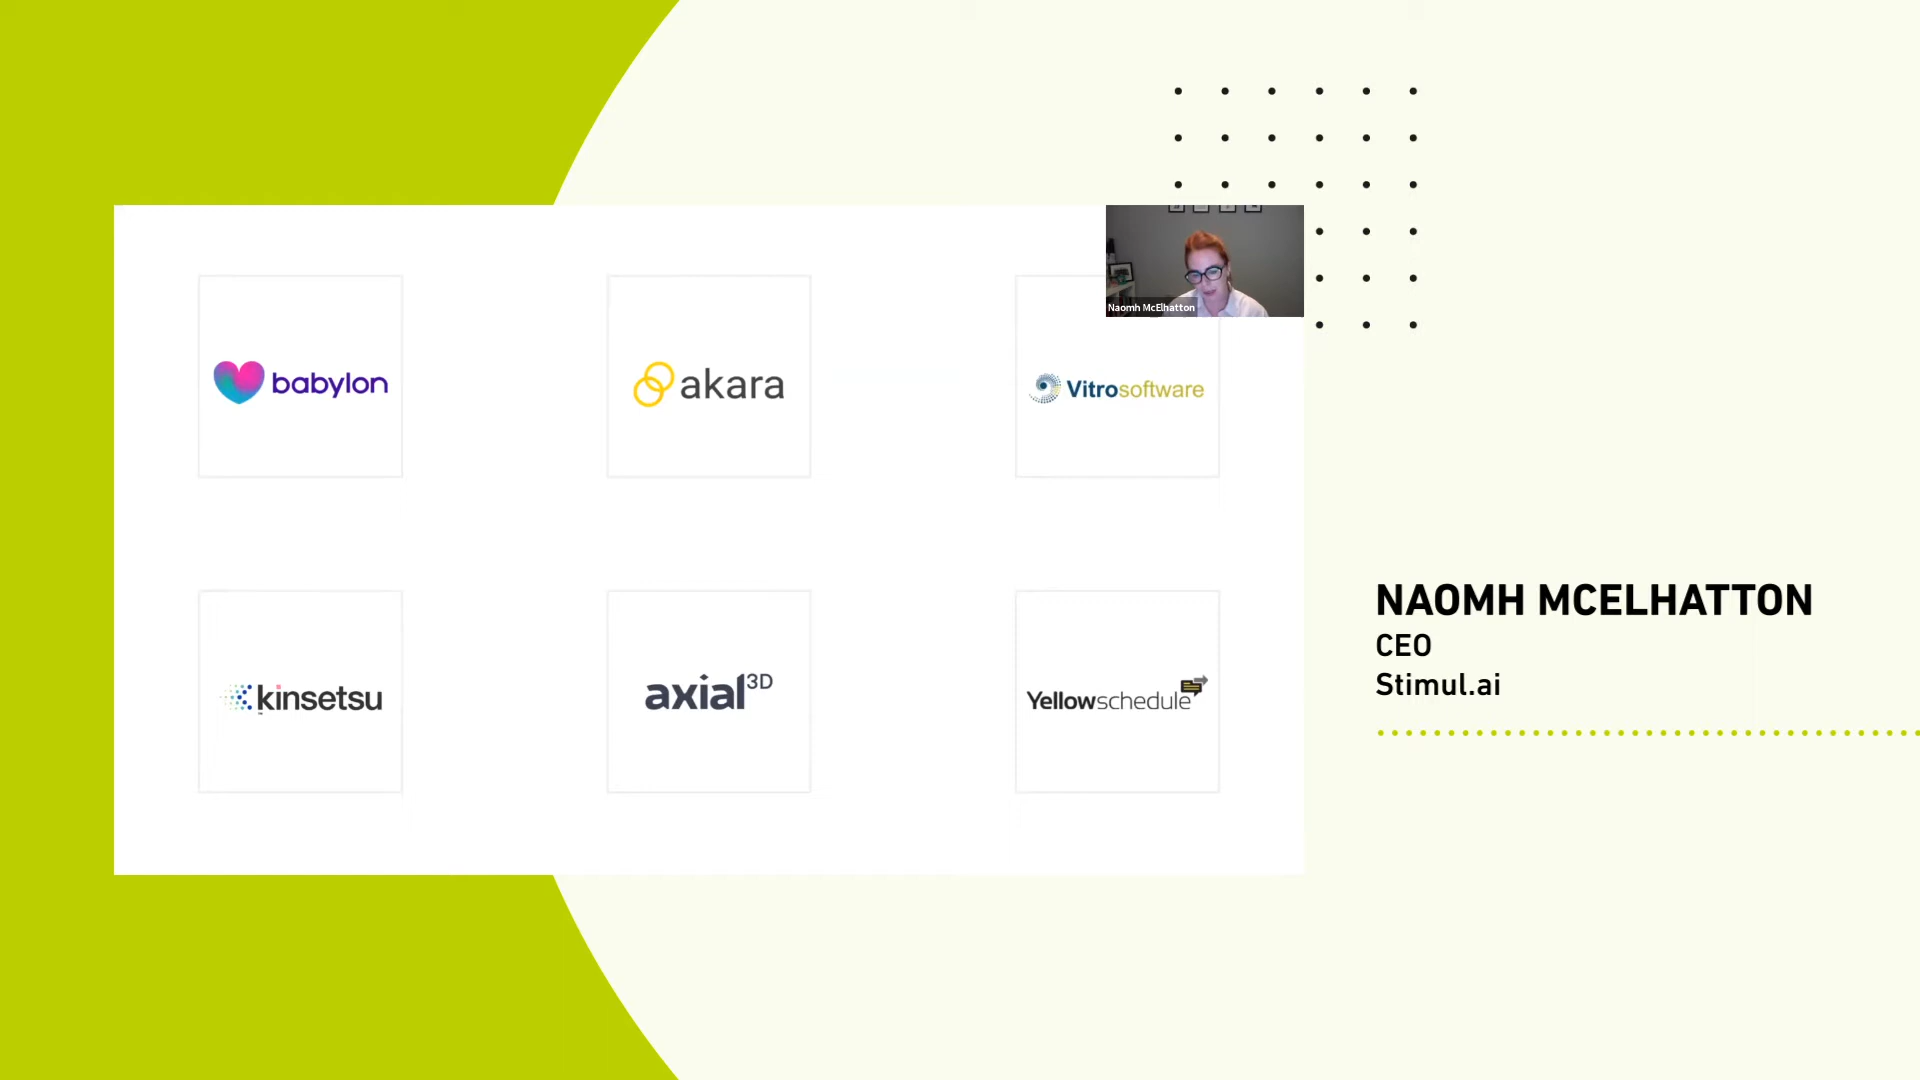 babylon
akara
Vitrosoftware
Naomh McElhatton
kinsetsu
axial3D
Yellowschedule
NAOMH MCELHATTON
CEO
Stimul.ai